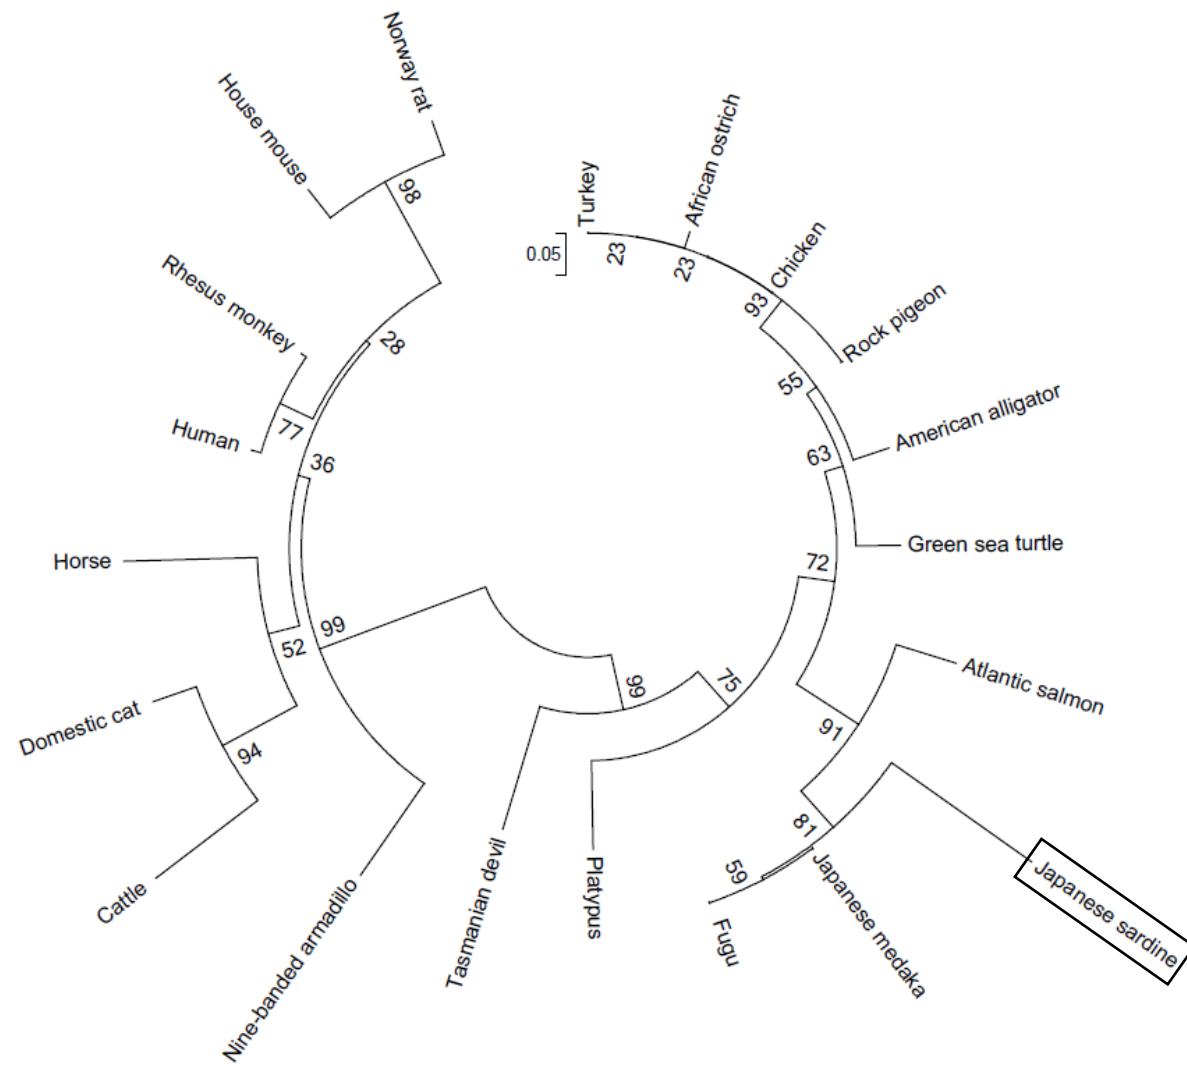 Norway rat
House mouse
98
Turkey
African ostrich
0.05
23
23
Chicken
93
Rock pigeon
Rhesus monkey
28
55
American alligator
Human
77
36
63
Green sea turtle
Horse
72
99
52
Atlantic salmon
Domestic cat
94
99
75
91
81
59
Japanese medaka
Japanese sardine
Cattle
Nine-banded armadillo
Tasmanian devil
Platypus
Fugu